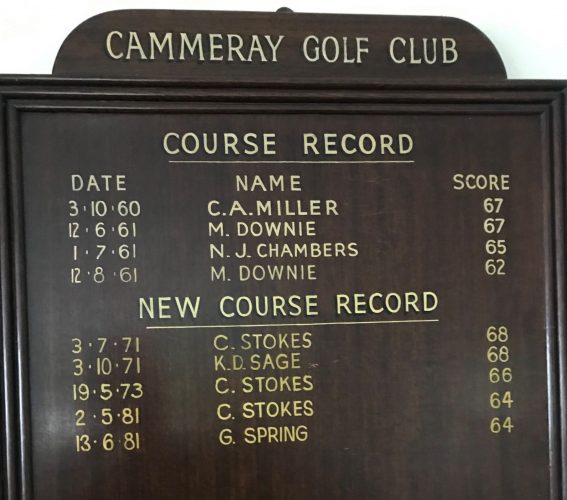 CAMMERAY GOLF CLUB
COURSE RECORD
DATE NAME SCORE
3·10·60 C.A.MILLER 67
12·6·61 M. DOWNIE 67
1·7·61 N.J. CHAMBERS 65
12·8·61 M. DOWNIE 62
NEW COURSE RECORD
3·7·71 C. STOKES 68
3·10·71 K.D. SAGE 68
19·5·73 C. STOKES 66
2·5·81 C. STOKES 64
13·6·81 G. SPRING 64